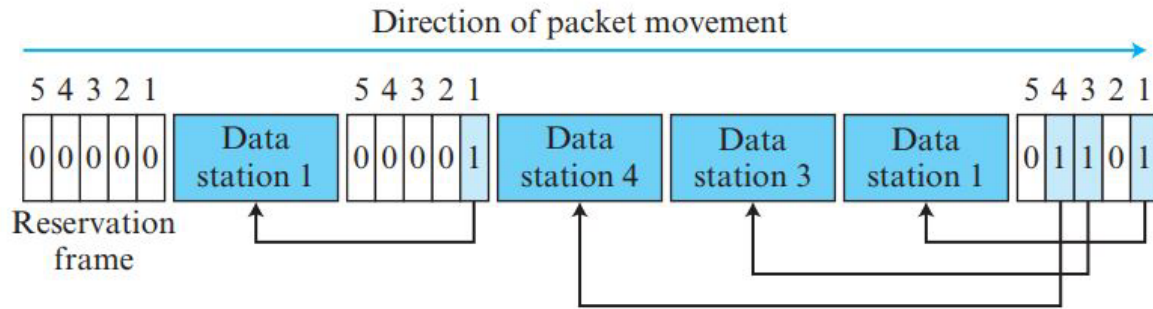 Direction of packet movement
5 4 3 2 1
5 4 3 2 1
5 4 3 2 1
0 0 0 0 0
Data
station 1
0 0 0 0 1
Data
station 4
Data
station 3
Data
station 1
0 1 1 0 1
Reservation
frame